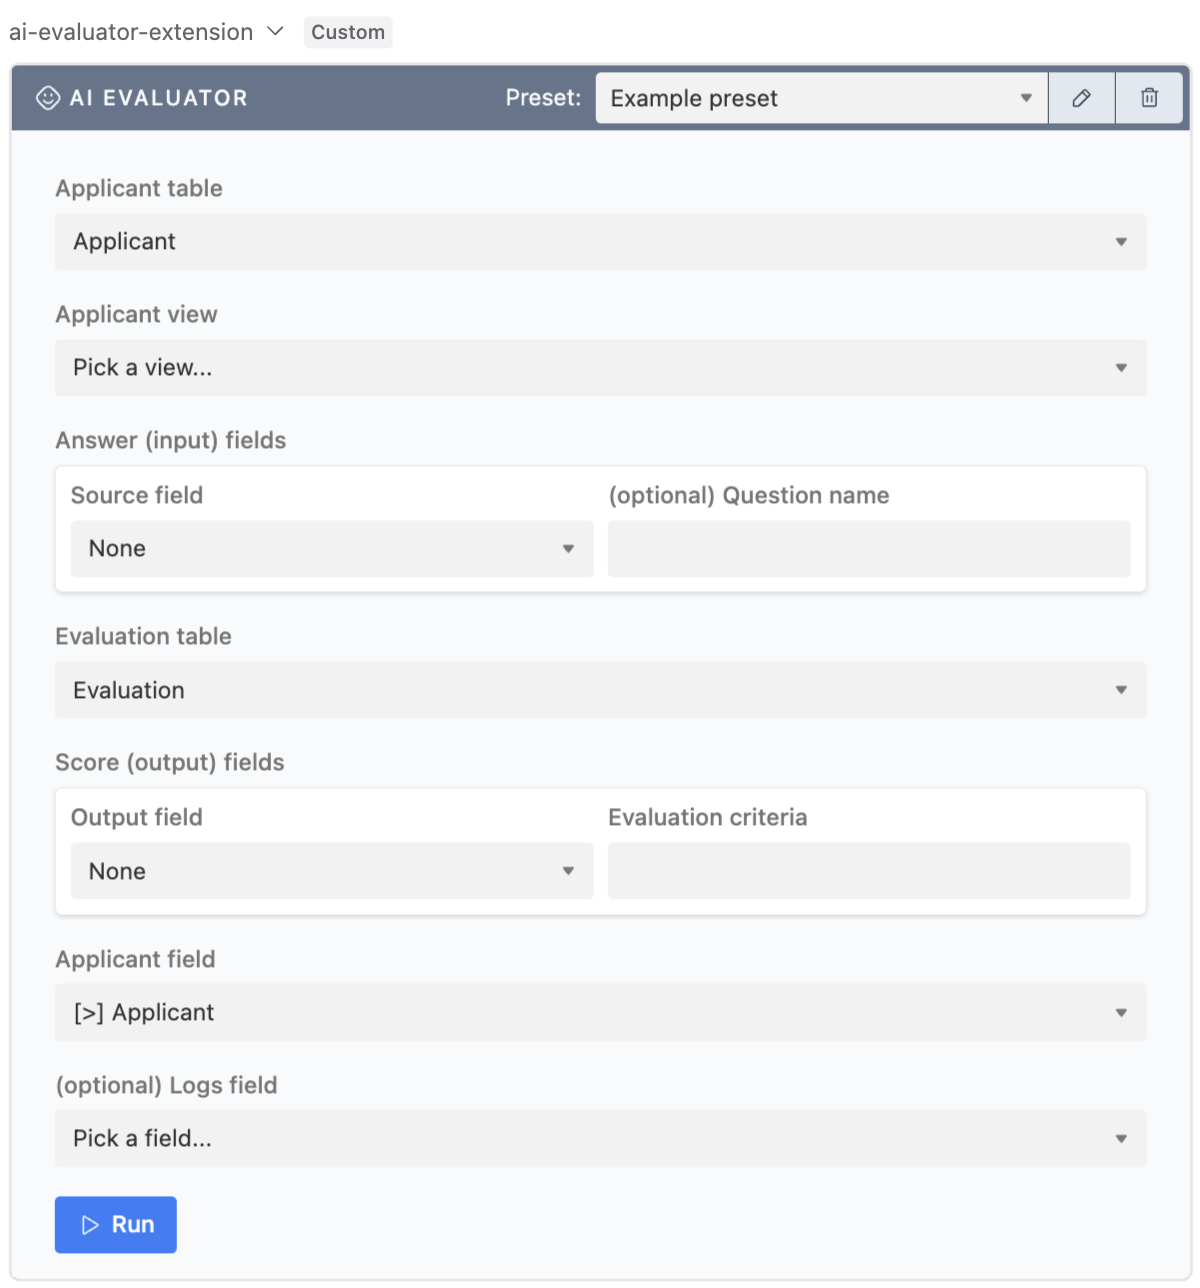 ai-evaluator-extension Custom
AI EVALUATOR Preset: Example preset
Applicant table
Applicant
Applicant view
Pick a view...
Answer (input) fields
Source field (optional) Question name
None
Evaluation table
Evaluation
Score (output) fields
Output field Evaluation criteria
None
Applicant field
[>] Applicant
(optional) Logs field
Pick a field...
Run